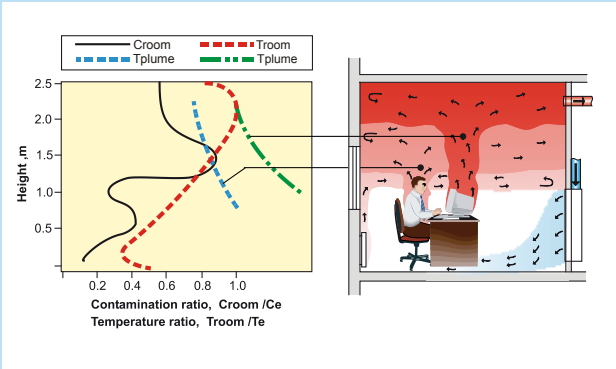 Croom Troom
Tplume Tplume
2.5
2.0
1.5
1.0
0.5
Height ,m
0.2 0.4 0.6 0.8 1.0
Contamination ratio, Croom /Ce
Temperature ratio, Troom /Te